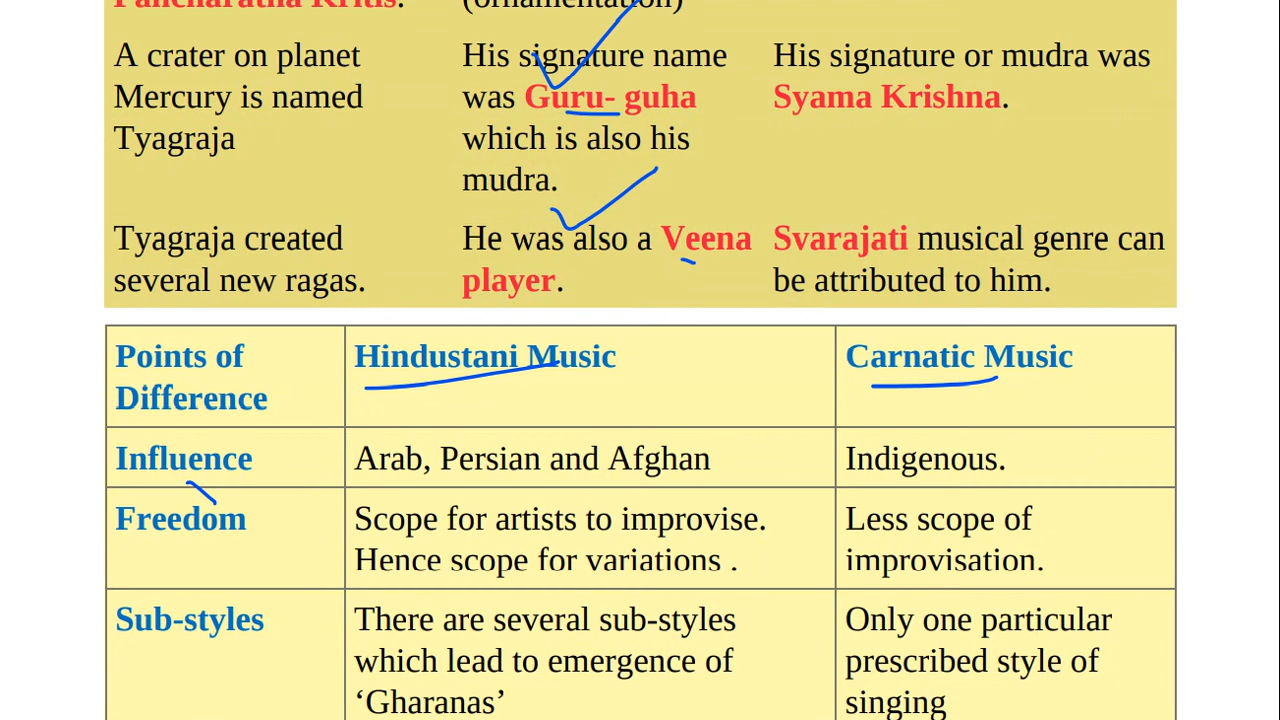 Pancharatna Kritis.
(ornamentation)
A crater on planet
Mercury is named
Tyagraja
His signature name
was Guru- guha
which is also his
mudra.
His signature or mudra was
Syama Krishna.
Tyagraja created
several new ragas.
He was also a Veena
player.
Svarajati musical genre can
be attributed to him.
Points of
Difference
Hindustani Music
Carnatic Music
Influence
Arab, Persian and Afghan
Indigenous.
Freedom
Scope for artists to improvise.
Hence scope for variations .
Less scope of
improvisation.
Sub-styles
There are several sub-styles
which lead to emergence of
‘Gharanas’
Only one particular
prescribed style of
singing